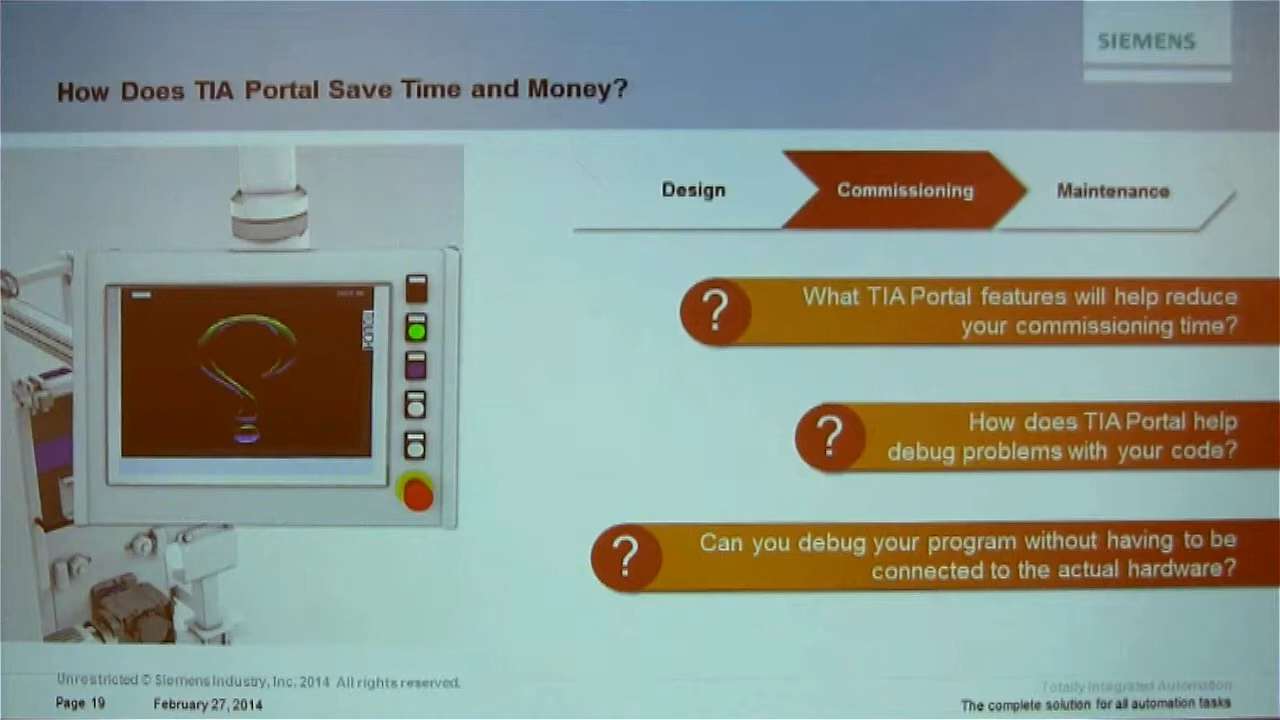 SIEMENS
How Does TIA Portal Save Time and Money?
Design
Commissioning
Maintenance
TOUCH
? What TIA Portal features will help reduce
your commissioning time?
? How does TIA Portal help
debug problems with your code?
? Can you debug your program without having to be
connected to the actual hardware?
Unrestricted © Siemens Industry, Inc. 2014 All rights reserved.
Totally Integrated Automation
Page 19 February 27, 2014
The complete solution for all automation tasks